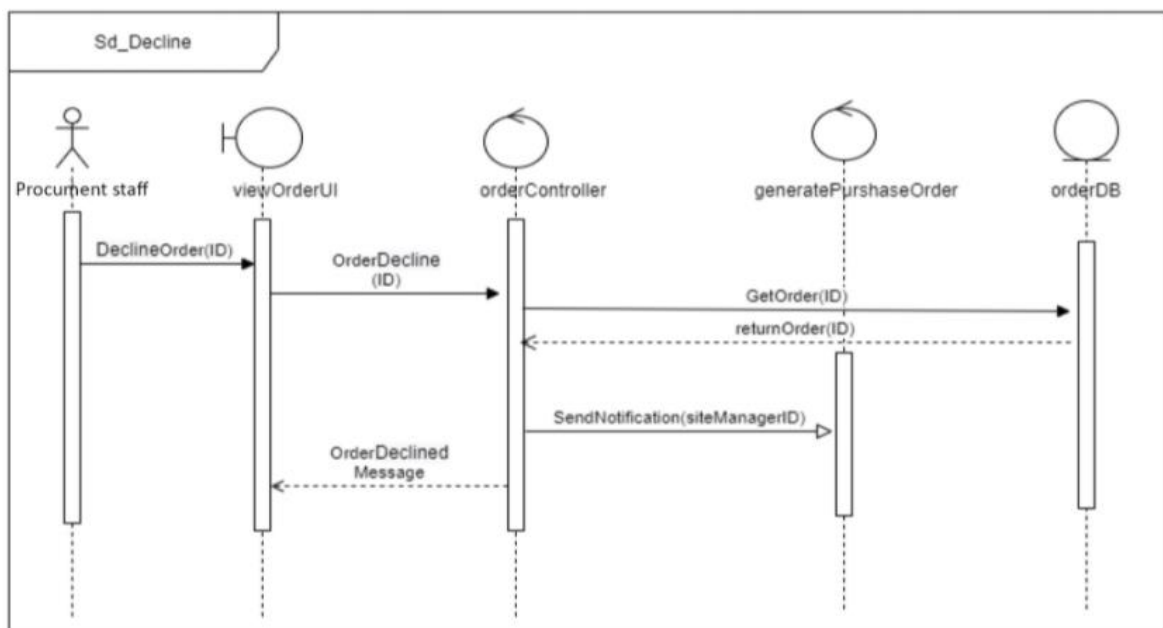 Sd_Decline
Procument staff
viewOrderUI
orderController
generatePurshaseOrder
orderDB
DeclineOrder(ID)
OrderDecline
(ID)
GetOrder(ID)
returnOrder(ID)
SendNotification(siteManagerID)
OrderDeclined
Message